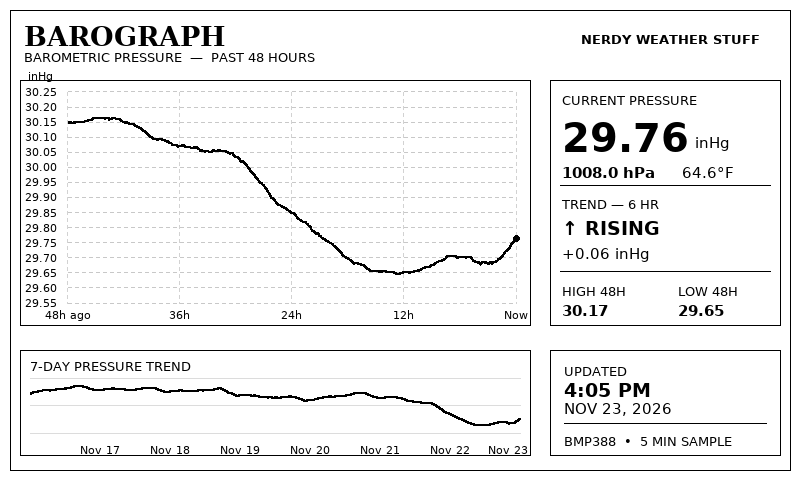 BAROGRAPH
BAROMETRIC PRESSURE — PAST 48 HOURS
NERDY WEATHER STUFF
inHg
30.25
30.20
30.15
30.10
30.05
30.00
29.95
29.90
29.85
29.80
29.75
29.70
29.65
29.60
29.55
48h ago 36h 24h 12h Now
CURRENT PRESSURE
29.76 inHg
1008.0 hPa 64.6°F
TREND — 6 HR
↑ RISING
+0.06 inHg
HIGH 48H LOW 48H
30.17 29.65
7-DAY PRESSURE TREND
Nov 17 Nov 18 Nov 19 Nov 20 Nov 21 Nov 22 Nov 23
UPDATED
4:05 PM
NOV 23, 2026
BMP388 • 5 MIN SAMPLE